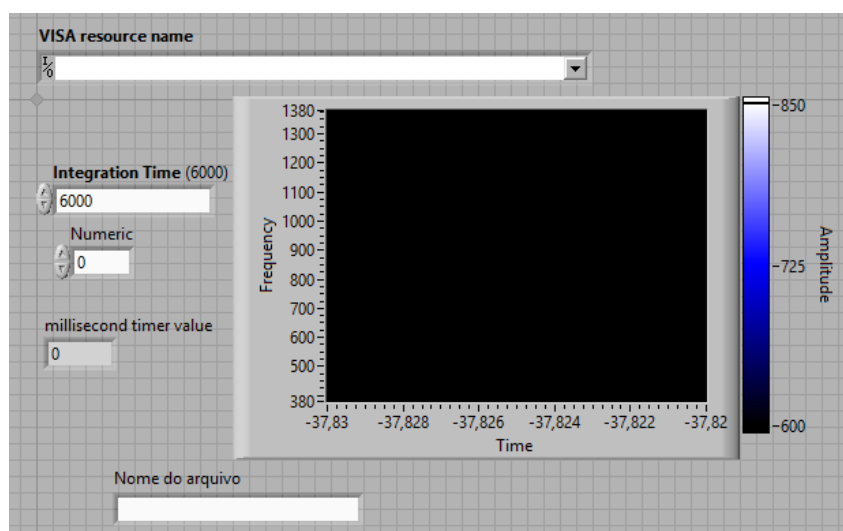 VISA resource name
I/O
Integration Time (6000)
6000
Numeric
0
millisecond timer value
0
Frequency
1380
1300
1200
1100
1000
900
800
700
600
500
380
-37,83 -37,828 -37,826 -37,824 -37,822 -37,82
Time
850
725
600
Amplitude
Nome do arquivo